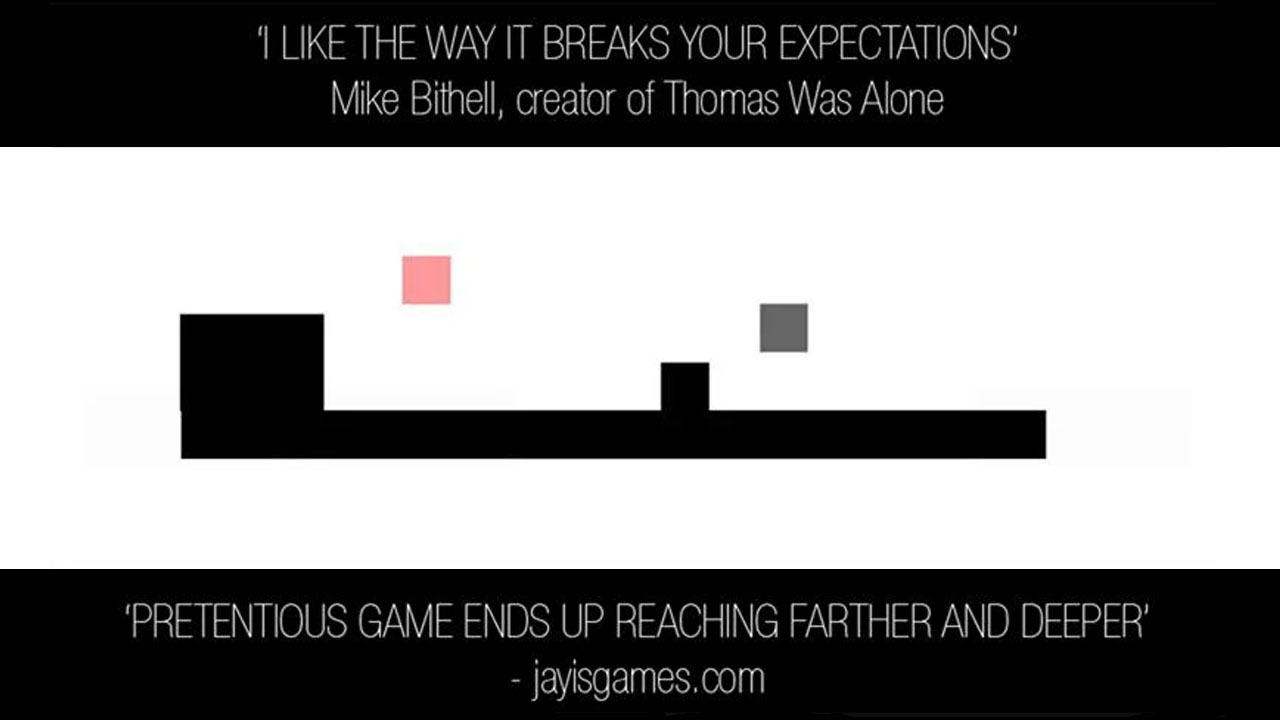 ‘I LIKE THE WAY IT BREAKS YOUR EXPECTATIONS’
Mike Bithell, creator of Thomas Was Alone
‘PRETENTIOUS GAME ENDS UP REACHING FARTHER AND DEEPER’
- jayisgames.com